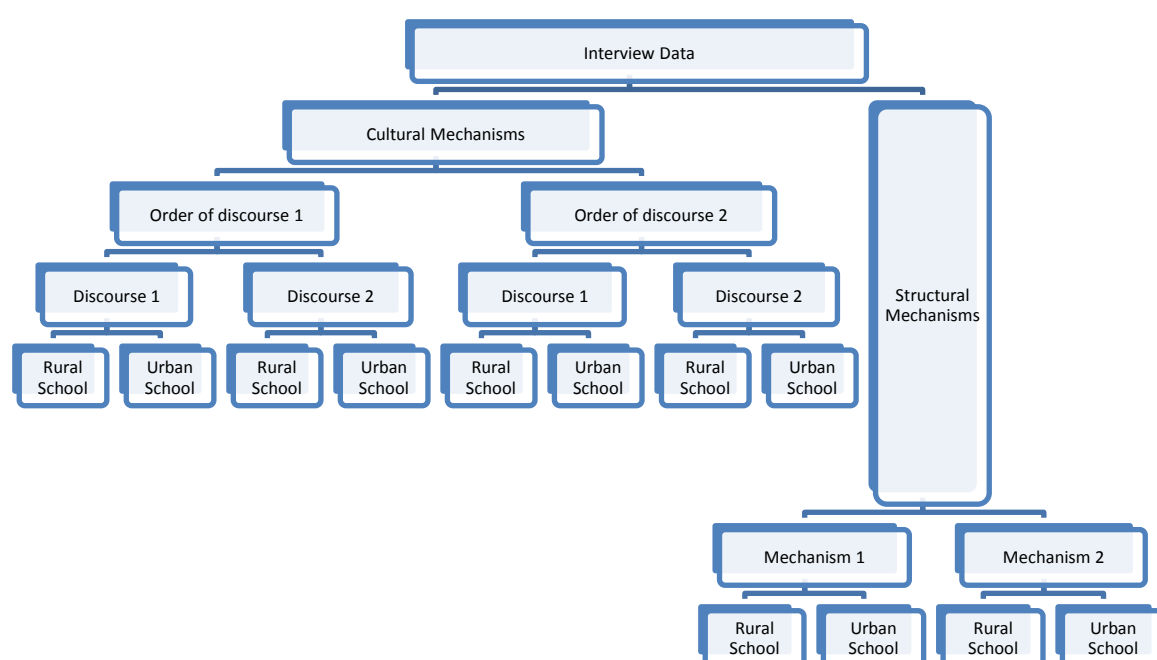 Interview Data
Cultural Mechanisms
Order of discourse 1
Order of discourse 2
Discourse 1
Discourse 2
Discourse 1
Discourse 2
Structural
Mechanisms
Rural
School
Urban
School
Rural
School
Urban
School
Rural
School
Urban
School
Rural
School
Urban
School
Mechanism 1
Mechanism 2
Rural
School
Urban
School
Rural
School
Urban
School